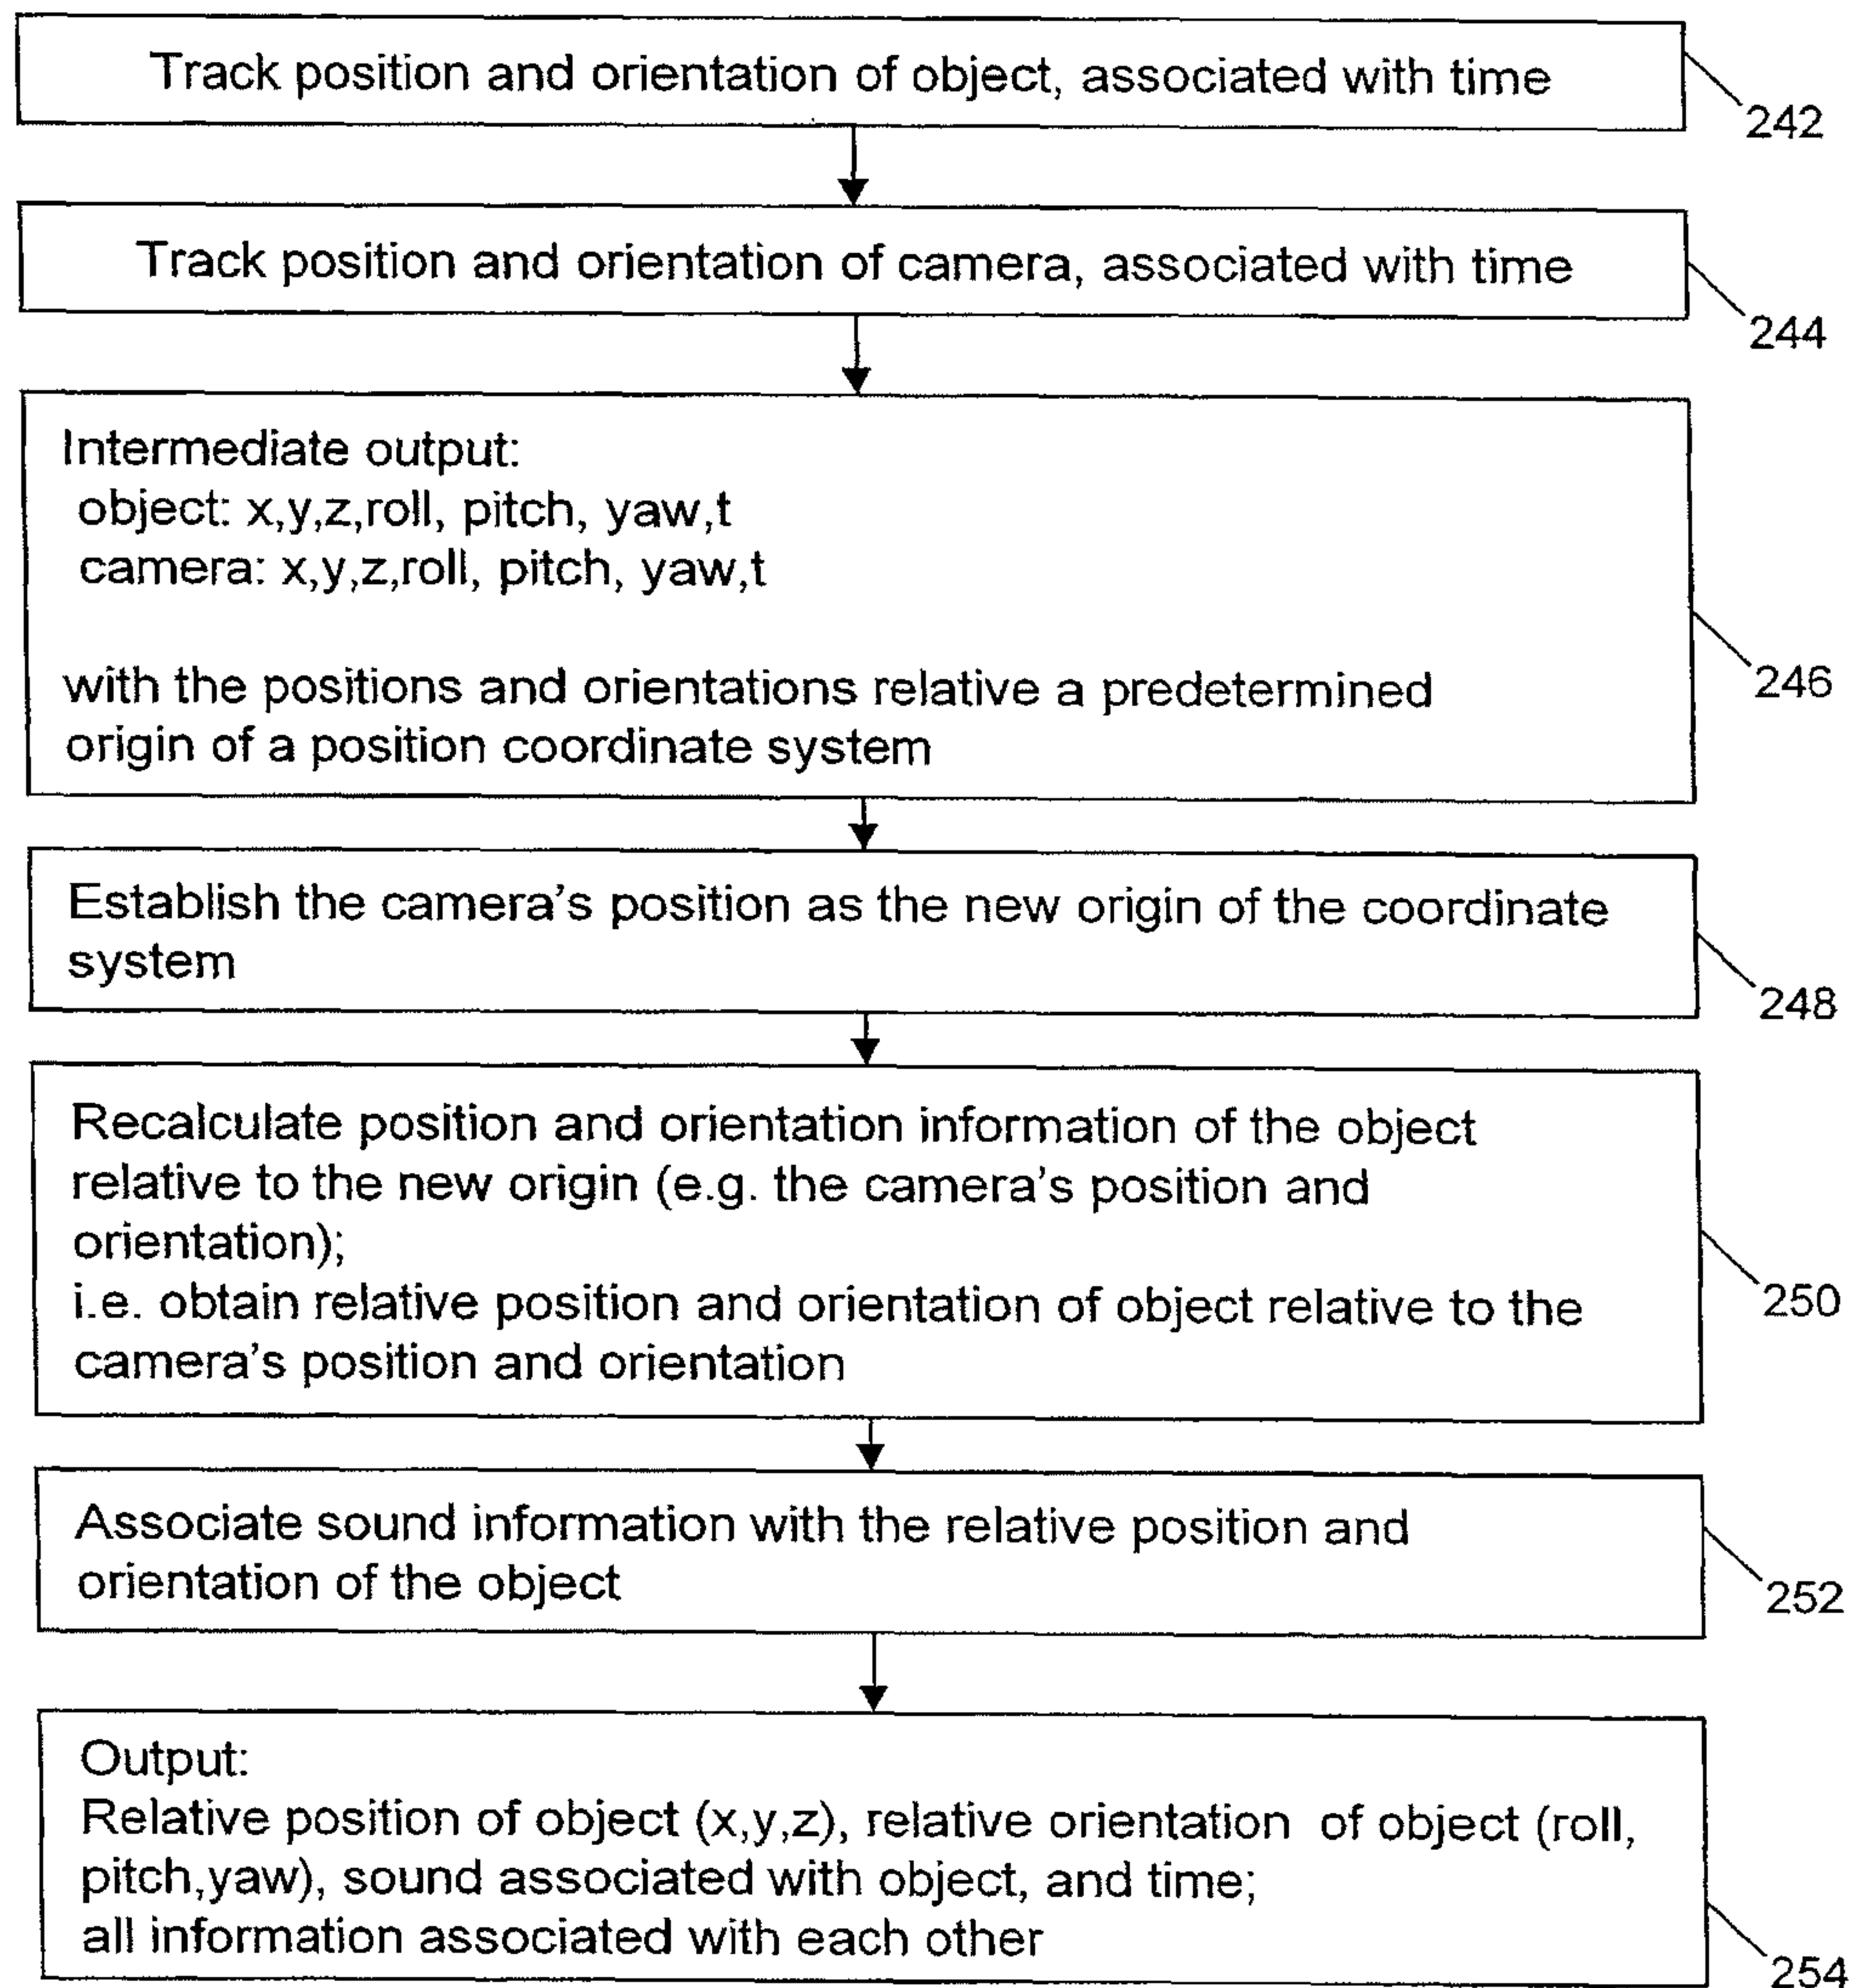 Track position and orientation of object, associated with time
242
Track position and orientation of camera, associated with time
244
Intermediate output:
object: x,y,z,roll, pitch, yaw,t
camera: x,y,z,roll, pitch, yaw,t
with the positions and orientations relative a predetermined
origin of a position coordinate system
246
Establish the camera's position as the new origin of the coordinate
system
248
Recalculate position and orientation information of the object
relative to the new origin (e.g. the camera's position and
orientation);
i.e. obtain relative position and orientation of object relative to the
camera's position and orientation
250
Associate sound information with the relative position and
orientation of the object
252
Output:
Relative position of object (x,y,z), relative orientation of object (roll,
pitch,yaw), sound associated with object, and time;
all information associated with each other
254